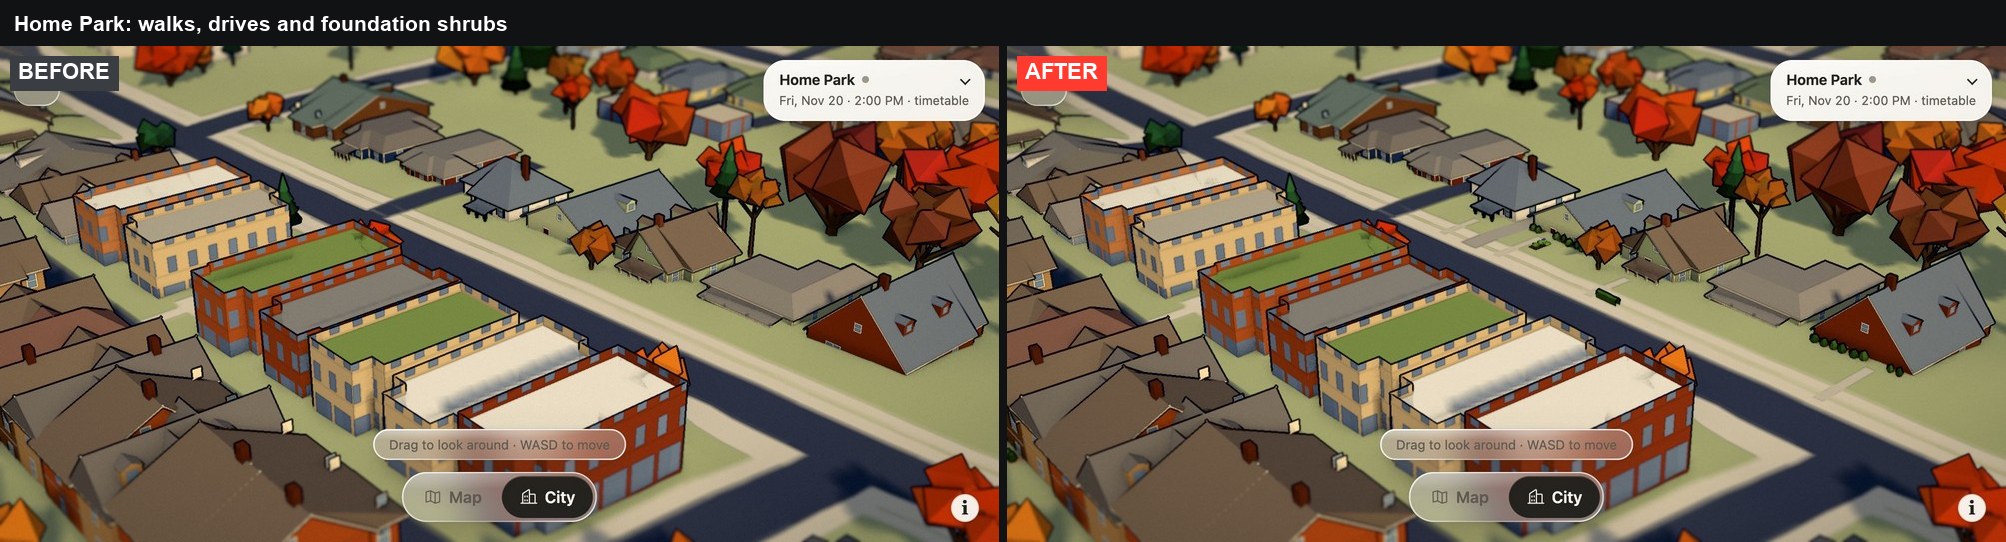 Home Park: walks, drives and foundation shrubs
BEFORE
Home Park
Fri, Nov 20 · 2:00 PM · timetable
Drag to look around · WASD to move
Map
City
i
AFTER
Home Park
Fri, Nov 20 · 2:00 PM · timetable
Drag to look around · WASD to move
Map
City
i